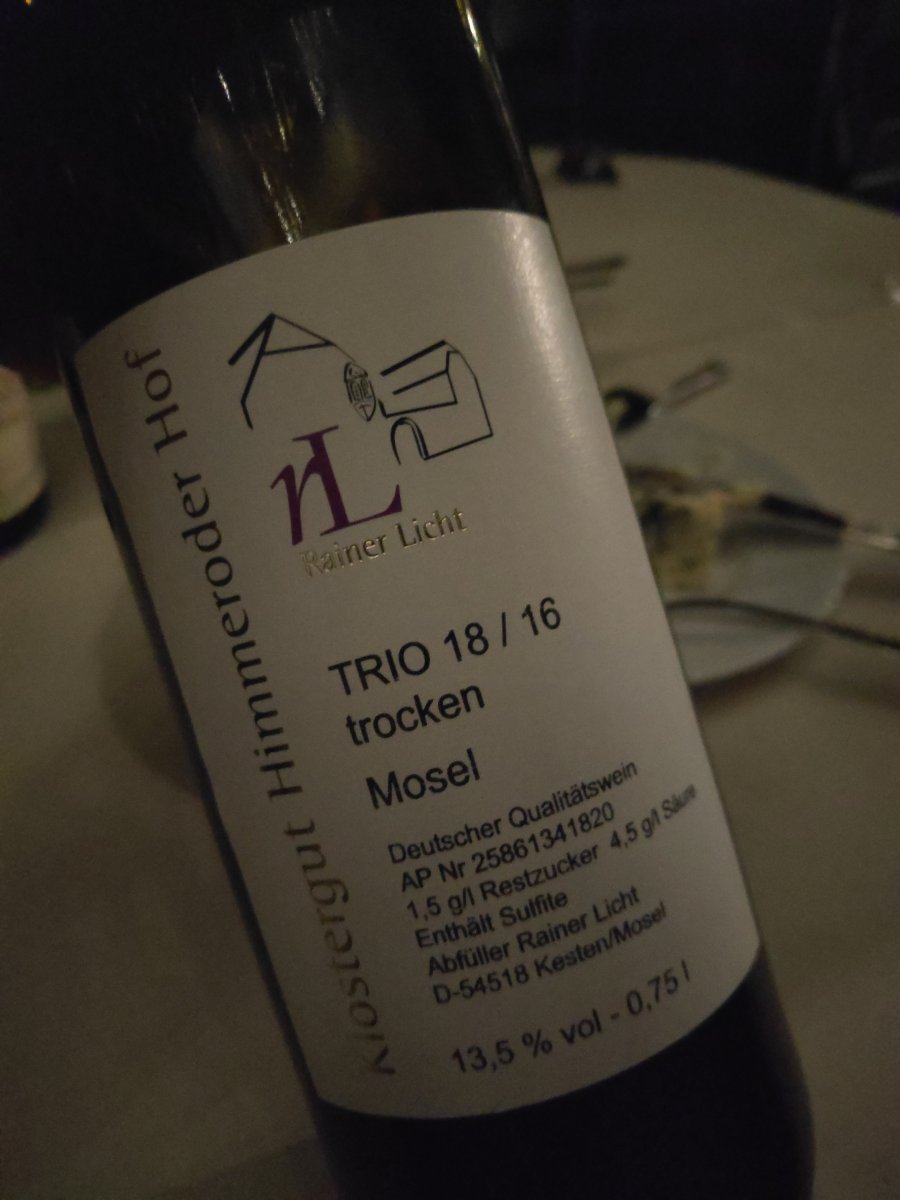 Klostergut Himmeroder Hof
rL
Rainer Licht
TRIO 18 / 16
trocken
Mosel
Deutscher Qualitätswein
AP Nr 25861341820
1,5 g/l Restzucker 4,5 g/l Säure
Enthält Sulfite
Abfüller Rainer Licht
D-54518 Kesten/Mosel
13,5 % vol - 0,75 l